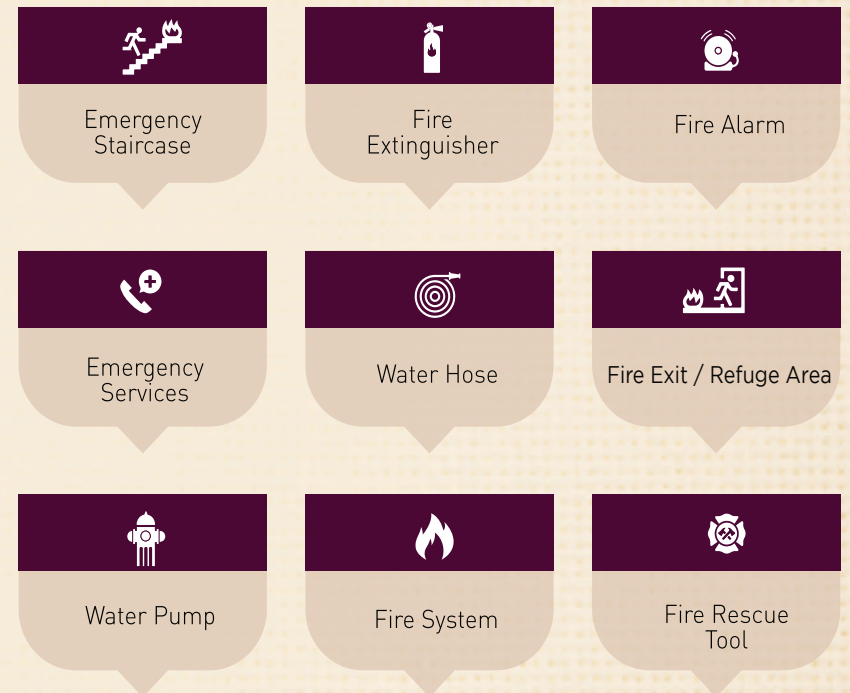 Emergency
Staircase
Fire
Extinguisher
Fire Alarm
Emergency
Services
Water Hose
Fire Exit / Refuge Area
Water Pump
Fire System
Fire Rescue
Tool